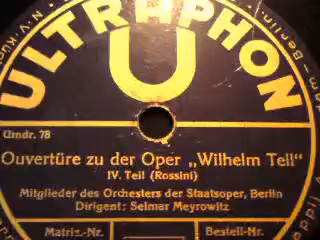 ULTRAPHON
U
Umdr. 78
Ouvertüre zu der Oper „Wilhelm Tell"
IV. Teil (Rossini)
Mitglieder des Orchesters der Staatsoper, Berlin
Dirigent: Selmar Meyrowitz
Matriz.-Nr. Bestell-Nr.